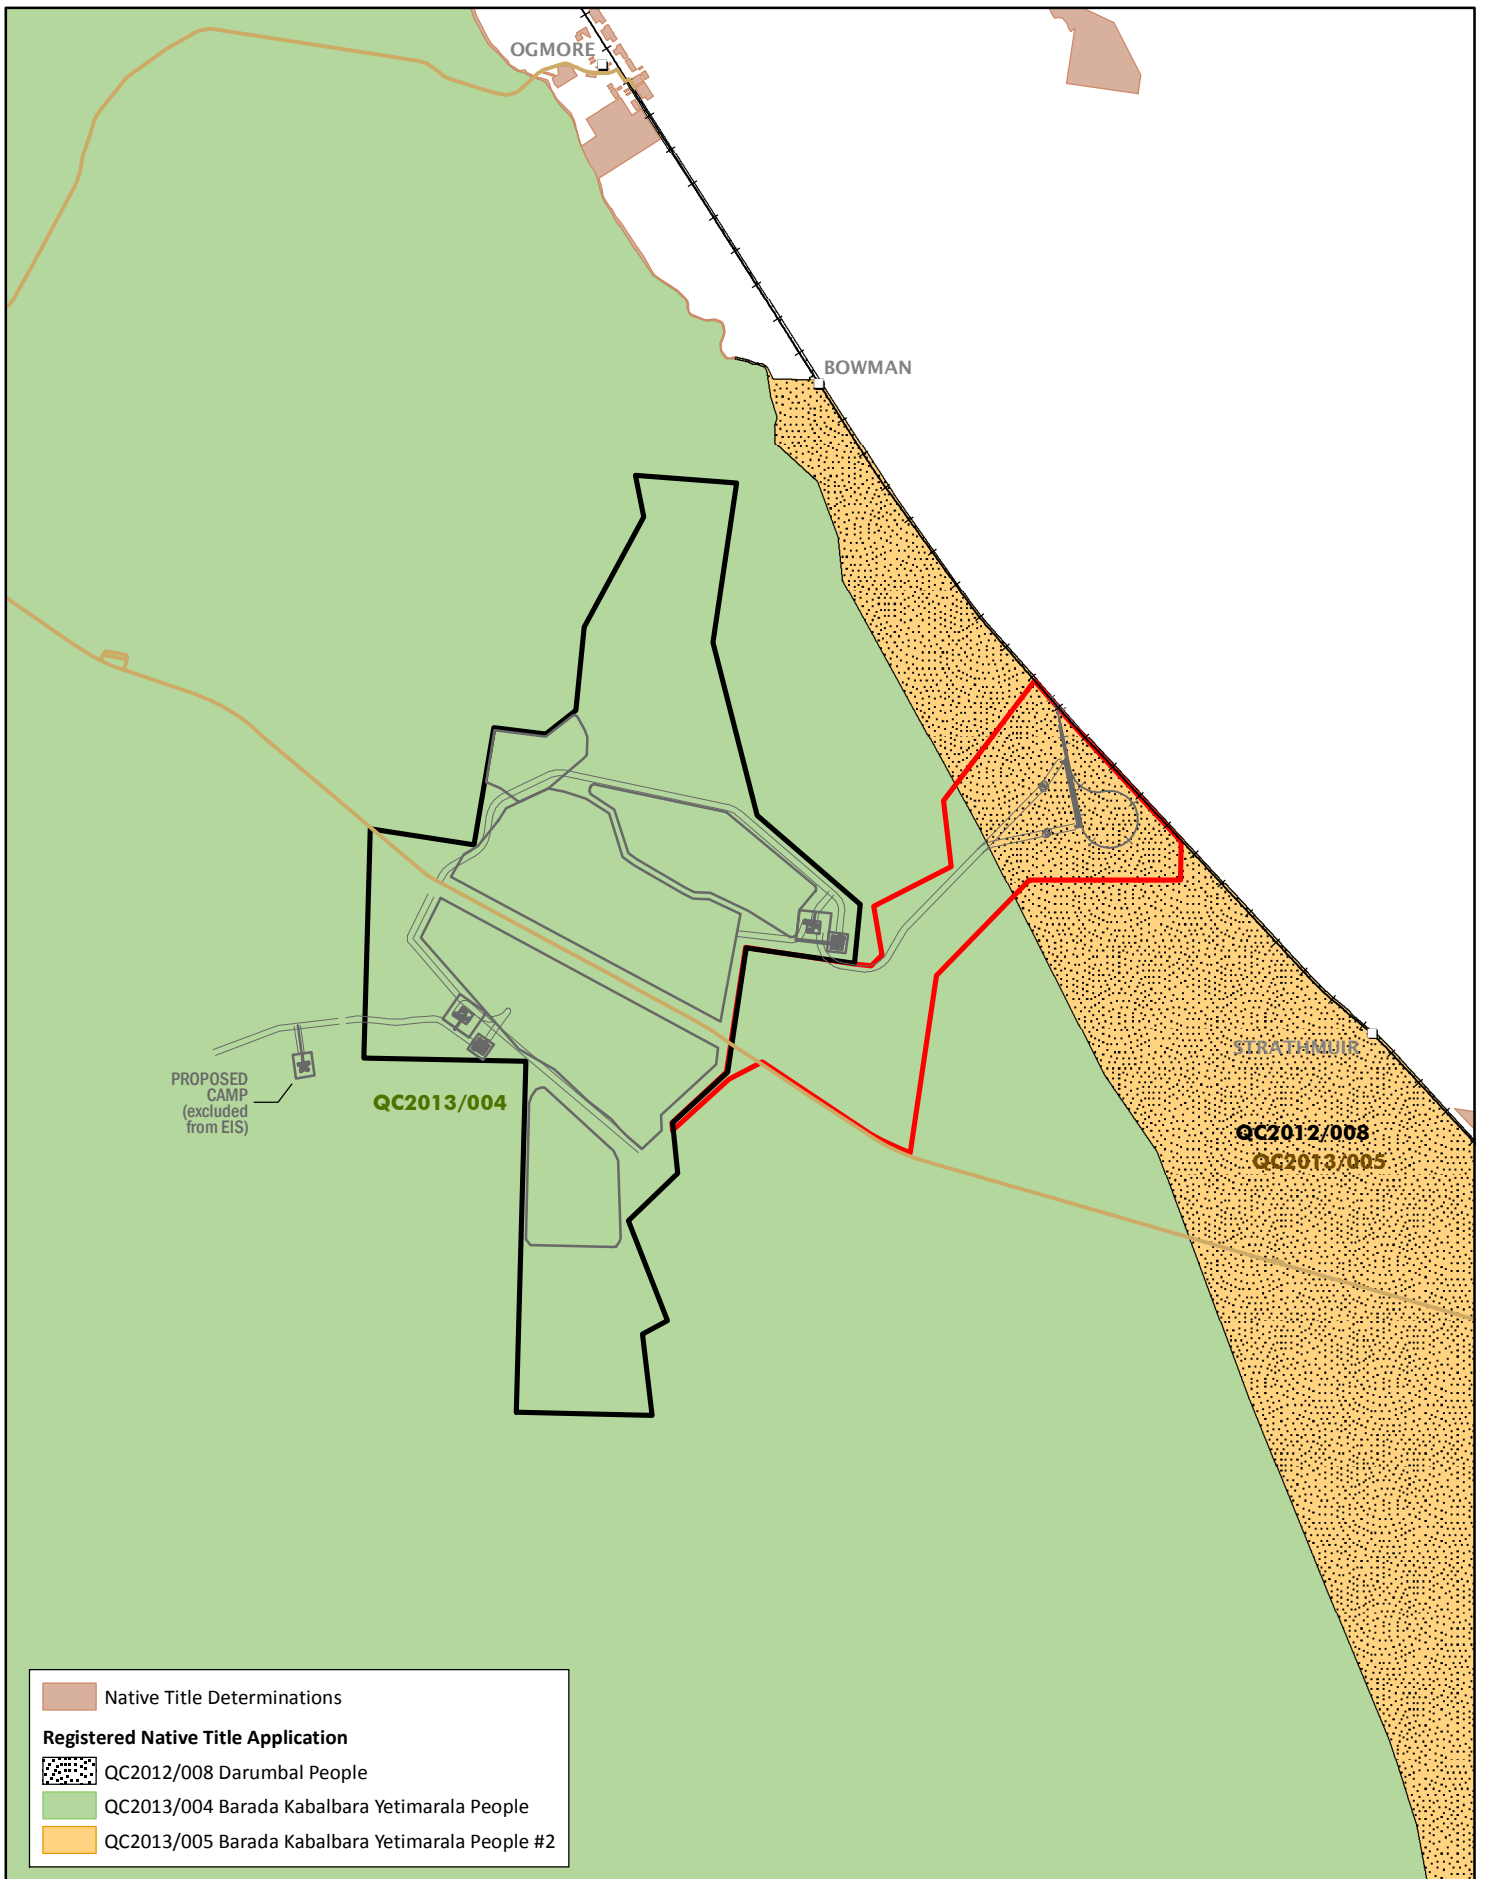 OGMORE
BOWMAN
STRATHMUIR
PROPOSED
CAMP
(excluded
from EIS)
QC2013/004
QC2012/008
QC2013/005
Native Title Determinations
Registered Native Title Application
QC2012/008 Darumbal People
QC2013/004 Barada Kabalbara Yetimarala People
QC2013/005 Barada Kabalbara Yetimarala People #2